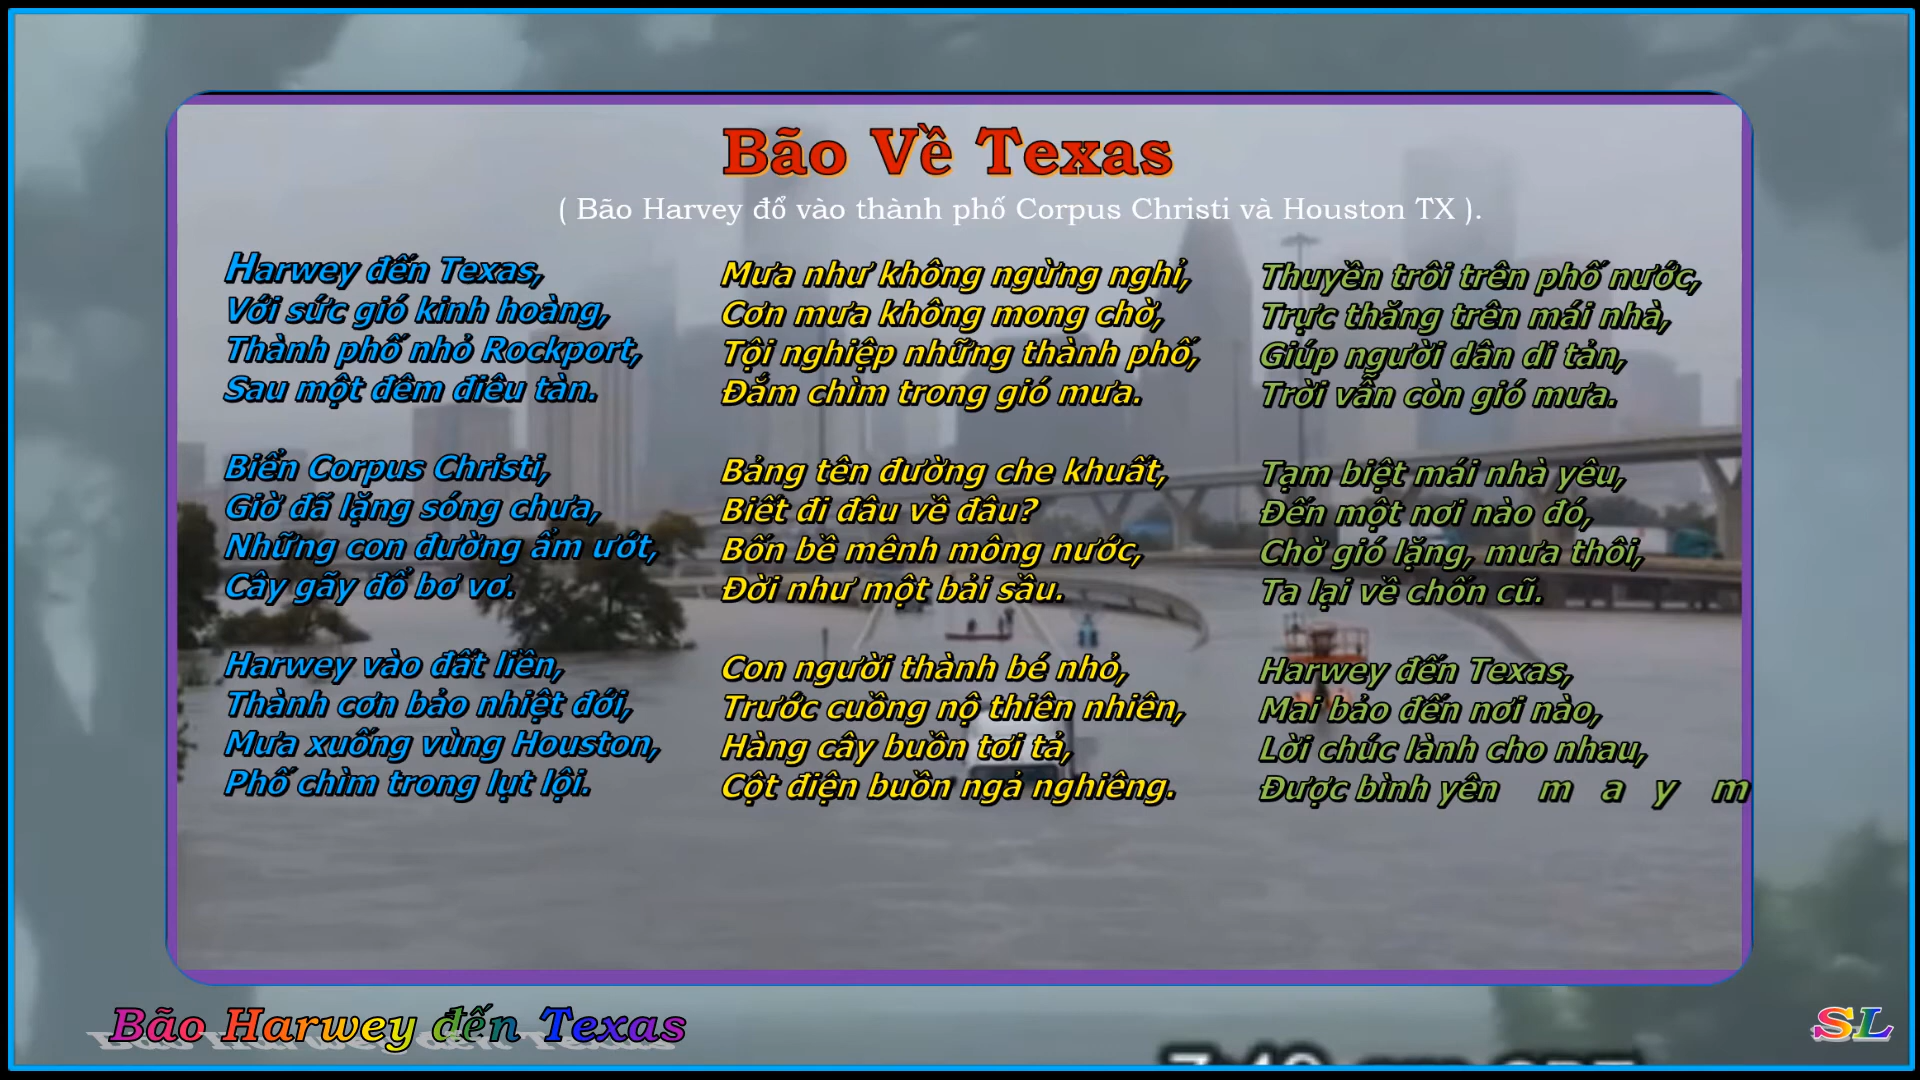 Bão Về Texas
( Bão Harvey đổ vào thành phố Corpus Christi và Houston TX ).
Harwey đến Texas,
Với sức gió kinh hoàng,
Thành phố nhỏ Rockport,
Sau một đêm điêu tàn.
Biển Corpus Christi,
Giờ đã lặng sóng chưa,
Những con đường ẩm ướt,
Cây gãy đổ bơ vơ.
Harwey vào đất liền,
Thành cơn bảo nhiệt đới,
Mưa xuống vùng Houston,
Phố chìm trong lụt lội.
Mưa như không ngừng nghỉ,
Cơn mưa không mong chờ,
Tội nghiệp những thành phố,
Đắm chìm trong gió mưa.
Bảng tên đường che khuất,
Biết đi đâu về đâu?
Bốn bề mênh mông nước,
Đời như một bải sầu.
Con người thành bé nhỏ,
Trước cuồng nộ thiên nhiên,
Hàng cây buồn tơi tả,
Cột điện buồn ngả nghiêng.
Thuyền trôi trên phố nước,
Trực thăng trên mái nhà,
Giúp người dân di tản,
Trời vẫn còn gió mưa.
Tạm biệt mái nhà yêu,
Đến một nơi nào đó,
Chờ gió lặng, mưa thôi,
Ta lại về chốn cũ.
Harwey đến Texas,
Mai bảo đến nơi nào,
Lời chúc lành cho nhau,
Được bình yên m a y m
Bão Harwey đến Texas
SL